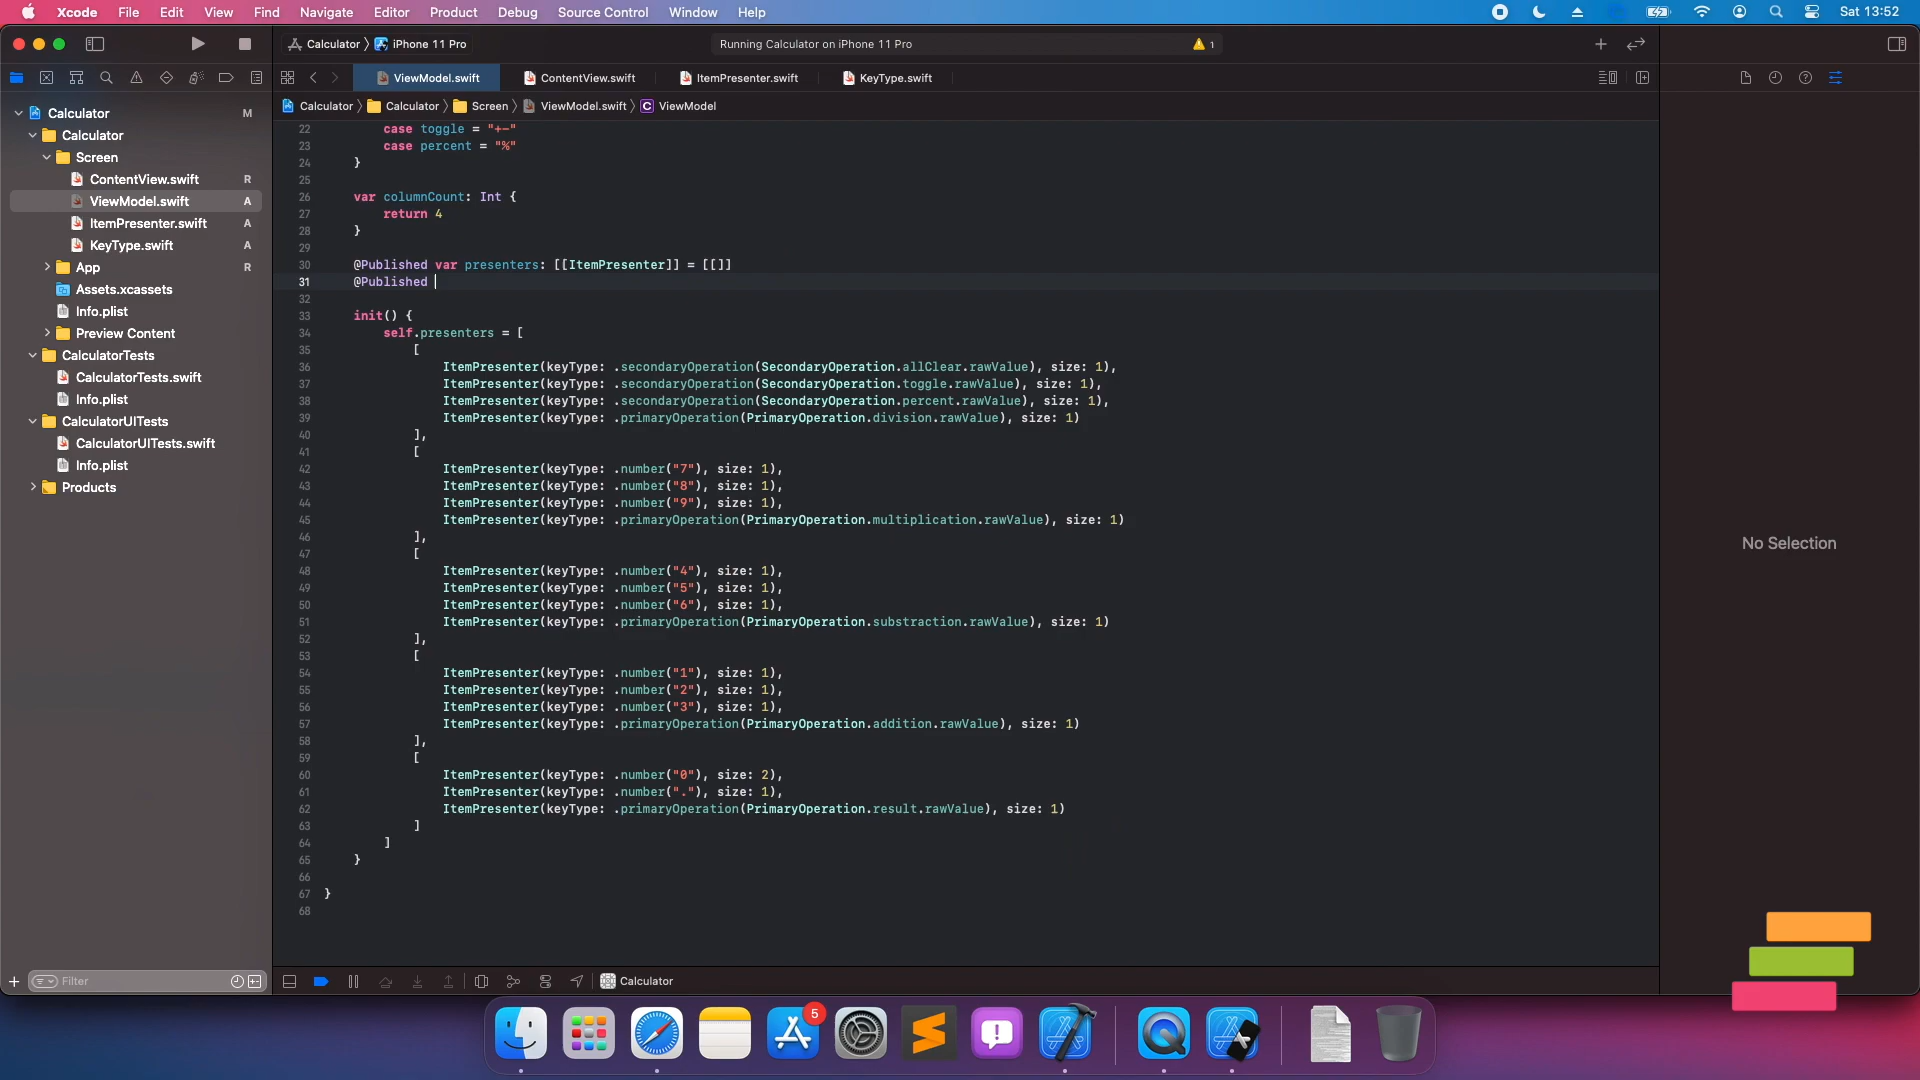 Xcode File Edit View Find Navigate Editor Product Debug Source Control Window Help Sat 13:52
Calculator iPhone 11 Pro Running Calculator on iPhone 11 Pro 1
ViewModel.swift ContentView.swift ItemPresenter.swift KeyType.swift
Calculator Calculator Screen ViewModel.swift C ViewModel
Calculator M
Calculator
Screen
ContentView.swift R
ViewModel.swift A
ItemPresenter.swift A
KeyType.swift A
App R
Assets.xcassets
Info.plist
Preview Content
CalculatorTests
CalculatorTests.swift
Info.plist
CalculatorUITests
CalculatorUITests.swift
Info.plist
Products
Filter
22 case toggle = "+-"
23 case percent = "%"
24 }
25
26 var columnCount: Int {
27 return 4
28 }
29
30 @Published var presenters: [[ItemPresenter]] = [[]]
31 @Published
32
33 init() {
34 self.presenters = [
35 [
36 ItemPresenter(keyType: .secondaryOperation(SecondaryOperation.allClear.rawValue), size: 1),
37 ItemPresenter(keyType: .secondaryOperation(SecondaryOperation.toggle.rawValue), size: 1),
38 ItemPresenter(keyType: .secondaryOperation(SecondaryOperation.percent.rawValue), size: 1),
39 ItemPresenter(keyType: .primaryOperation(PrimaryOperation.division.rawValue), size: 1)
40 ],
41 [
42 ItemPresenter(keyType: .number("7"), size: 1),
43 ItemPresenter(keyType: .number("8"), size: 1),
44 ItemPresenter(keyType: .number("9"), size: 1),
45 ItemPresenter(keyType: .primaryOperation(PrimaryOperation.multiplication.rawValue), size: 1)
46 ],
47 [
48 ItemPresenter(keyType: .number("4"), size: 1),
49 ItemPresenter(keyType: .number("5"), size: 1),
50 ItemPresenter(keyType: .number("6"), size: 1),
51 ItemPresenter(keyType: .primaryOperation(PrimaryOperation.substraction.rawValue), size: 1)
52 ],
53 [
54 ItemPresenter(keyType: .number("1"), size: 1),
55 ItemPresenter(keyType: .number("2"), size: 1),
56 ItemPresenter(keyType: .number("3"), size: 1),
57 ItemPresenter(keyType: .primaryOperation(PrimaryOperation.addition.rawValue), size: 1)
58 ],
59 [
60 ItemPresenter(keyType: .number("0"), size: 2),
61 ItemPresenter(keyType: .number("."), size: 1),
62 ItemPresenter(keyType: .primaryOperation(PrimaryOperation.result.rawValue), size: 1)
63 ]
64 ]
65 }
66
67 }
68
No Selection
Calculator
5